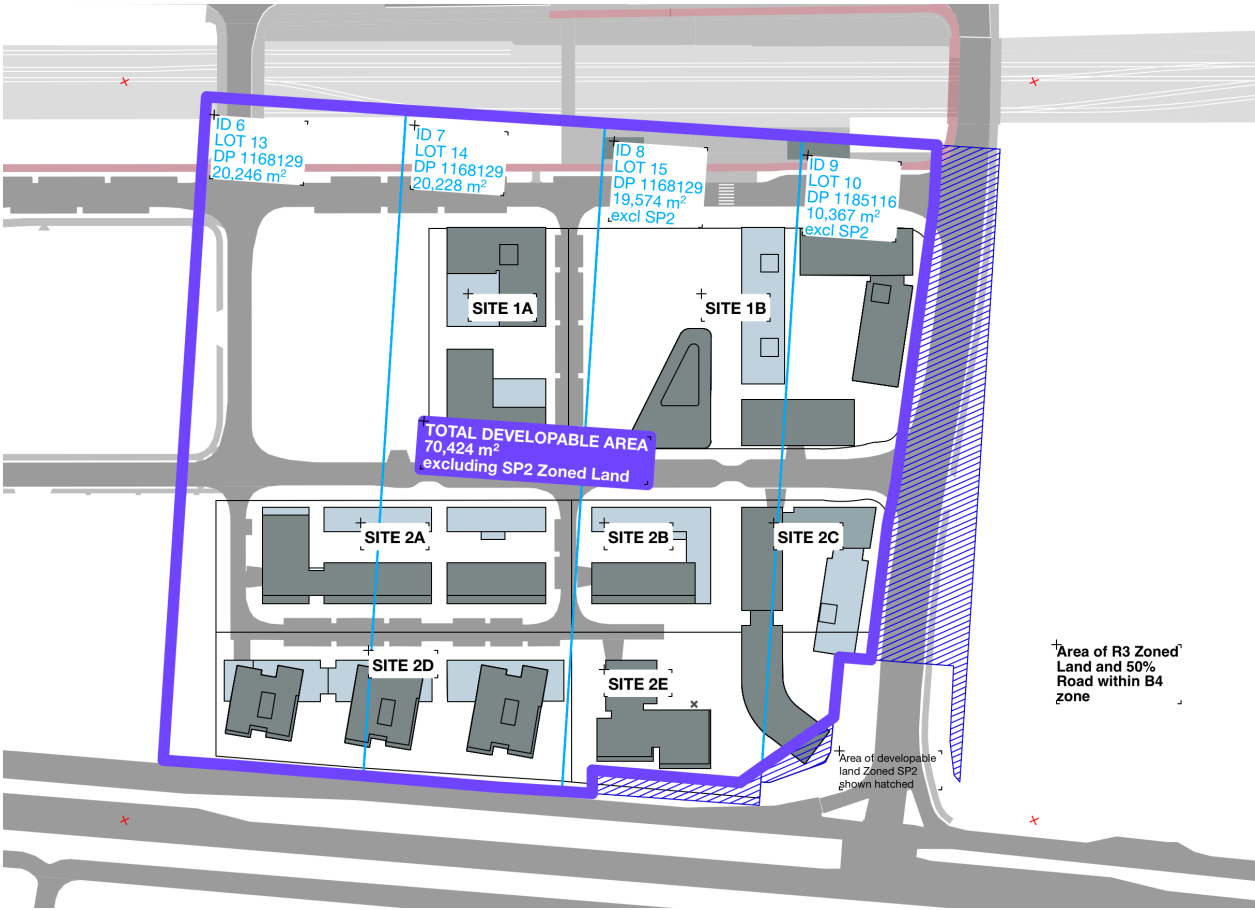 ID 6
LOT 13
DP 1168129
20,246 m²
ID 7
LOT 14
DP 1168129
20,228 m²
ID 8
LOT 15
DP 1168129
19,574 m²
excl SP2
ID 9
LOT 10
DP 1185116
10,367 m²
excl SP2
SITE 1A
SITE 1B
TOTAL DEVELOPABLE AREA
70,424 m²
excluding SP2 Zoned Land
SITE 2A
SITE 2B
SITE 2C
SITE 2D
SITE 2E
Area of R3 Zoned
Land and 50%
Road within B4
zone
Area of developable
land Zoned SP2
shown hatched